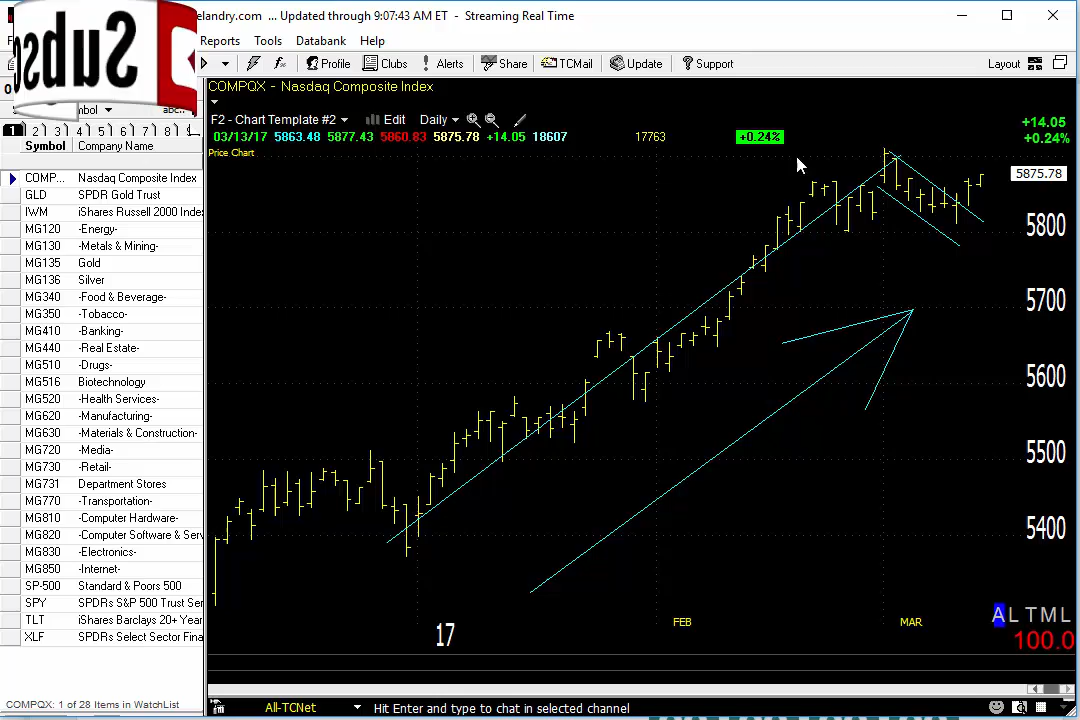 elandry.com ... Updated through 9:07:43 AM ET - Streaming Real Time
Reports Tools Databank Help
Profile Clubs Alerts Share TCMail Update Support Layout
1 2 3 4 5 6 7 8
Symbol Company Name
COMP... Nasdaq Composite Index
GLD SPDR Gold Trust
IWM iShares Russell 2000 Index
MG120 -Energy-
MG130 -Metals & Mining-
MG135 Gold
MG136 Silver
MG340 -Food & Beverage-
MG350 -Tobacco-
MG410 -Banking-
MG440 -Real Estate-
MG510 -Drugs-
MG516 Biotechnology
MG520 -Health Services-
MG620 -Manufacturing-
MG630 -Materials & Construction-
MG720 -Media-
MG730 -Retail-
MG731 Department Stores
MG770 -Transportation-
MG810 -Computer Hardware-
MG820 -Computer Software & Serv
MG830 -Electronics-
MG850 -Internet-
SP-500 Standard & Poors 500
SPY SPDRs S&P 500 Trust Ser
TLT iShares Barclays 20+ Year
XLF SPDRs Select Sector Fina
COMPQX: 1 of 28 Items in WatchList
COMPQX - Nasdaq Composite Index
F2 - Chart Template #2 Edit Daily
03/13/17 5863.48 5877.43 5860.83 5875.78 +14.05 18607 17763 +0.24%
Price Chart
+14.05
+0.24%
5875.78
5800
5700
5600
5500
5400
17 FEB MAR
A L T M L
100.0
All-TCNet Hit Enter and type to chat in selected channel